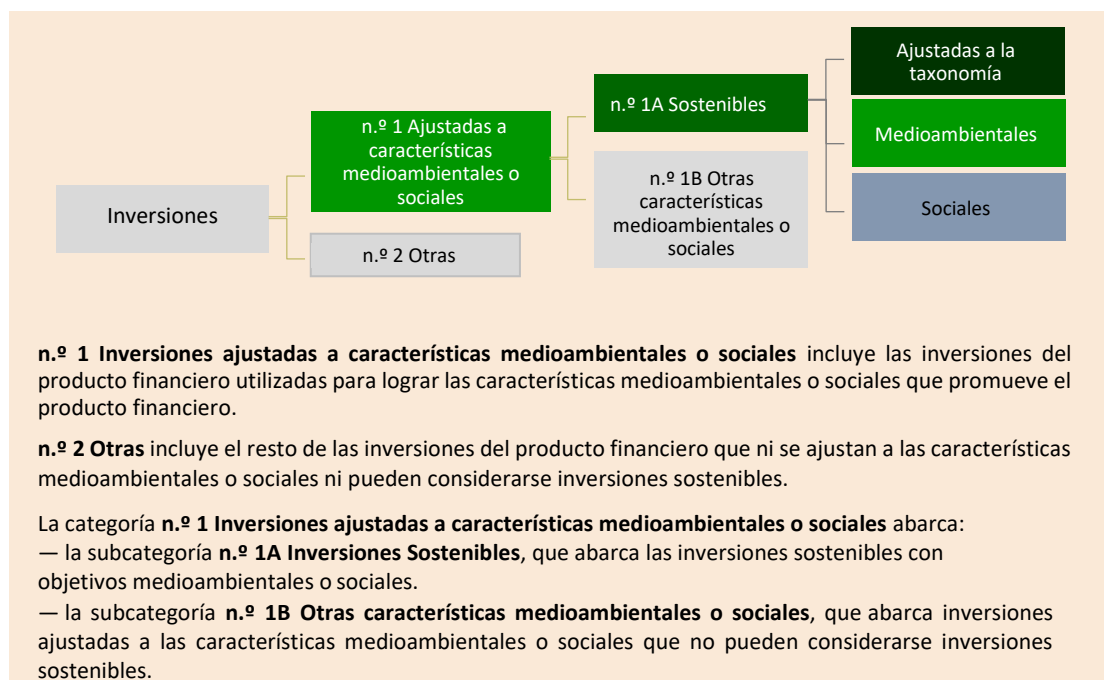 Inversiones
n.º 1 Ajustadas a
características
medioambientales o
sociales
n.º 2 Otras
n.º 1A Sostenibles
n.º 1B Otras
características
medioambientales o
sociales
Ajustadas a la
taxonomía
Medioambientales
Sociales
n.º 1 Inversiones ajustadas a características medioambientales o sociales incluye las inversiones del
producto financiero utilizadas para lograr las características medioambientales o sociales que promueve el
producto financiero.
n.º 2 Otras incluye el resto de las inversiones del producto financiero que ni se ajustan a las características
medioambientales o sociales ni pueden considerarse inversiones sostenibles.
La categoría n.º 1 Inversiones ajustadas a características medioambientales o sociales abarca:
— la subcategoría n.º 1A Inversiones Sostenibles, que abarca las inversiones sostenibles con
objetivos medioambientales o sociales.
— la subcategoría n.º 1B Otras características medioambientales o sociales, que abarca inversiones
ajustadas a las características medioambientales o sociales que no pueden considerarse inversiones
sostenibles.